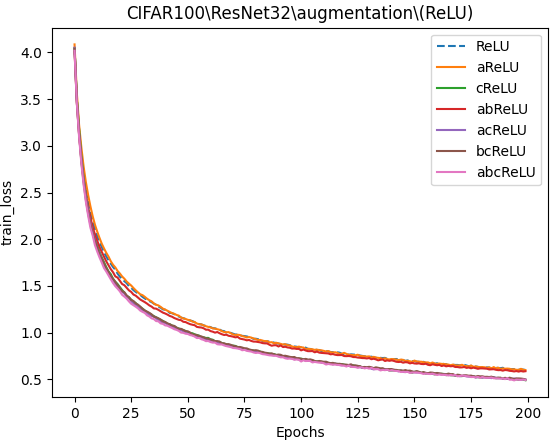 CIFAR100\ResNet32\augmentation\(ReLU)
4.0
3.5
3.0
2.5
2.0
1.5
1.0
0.5
train_loss
ReLU
aReLU
cReLU
abReLU
acReLU
bcReLU
abcReLU
0 25 50 75 100 125 150 175 200
Epochs